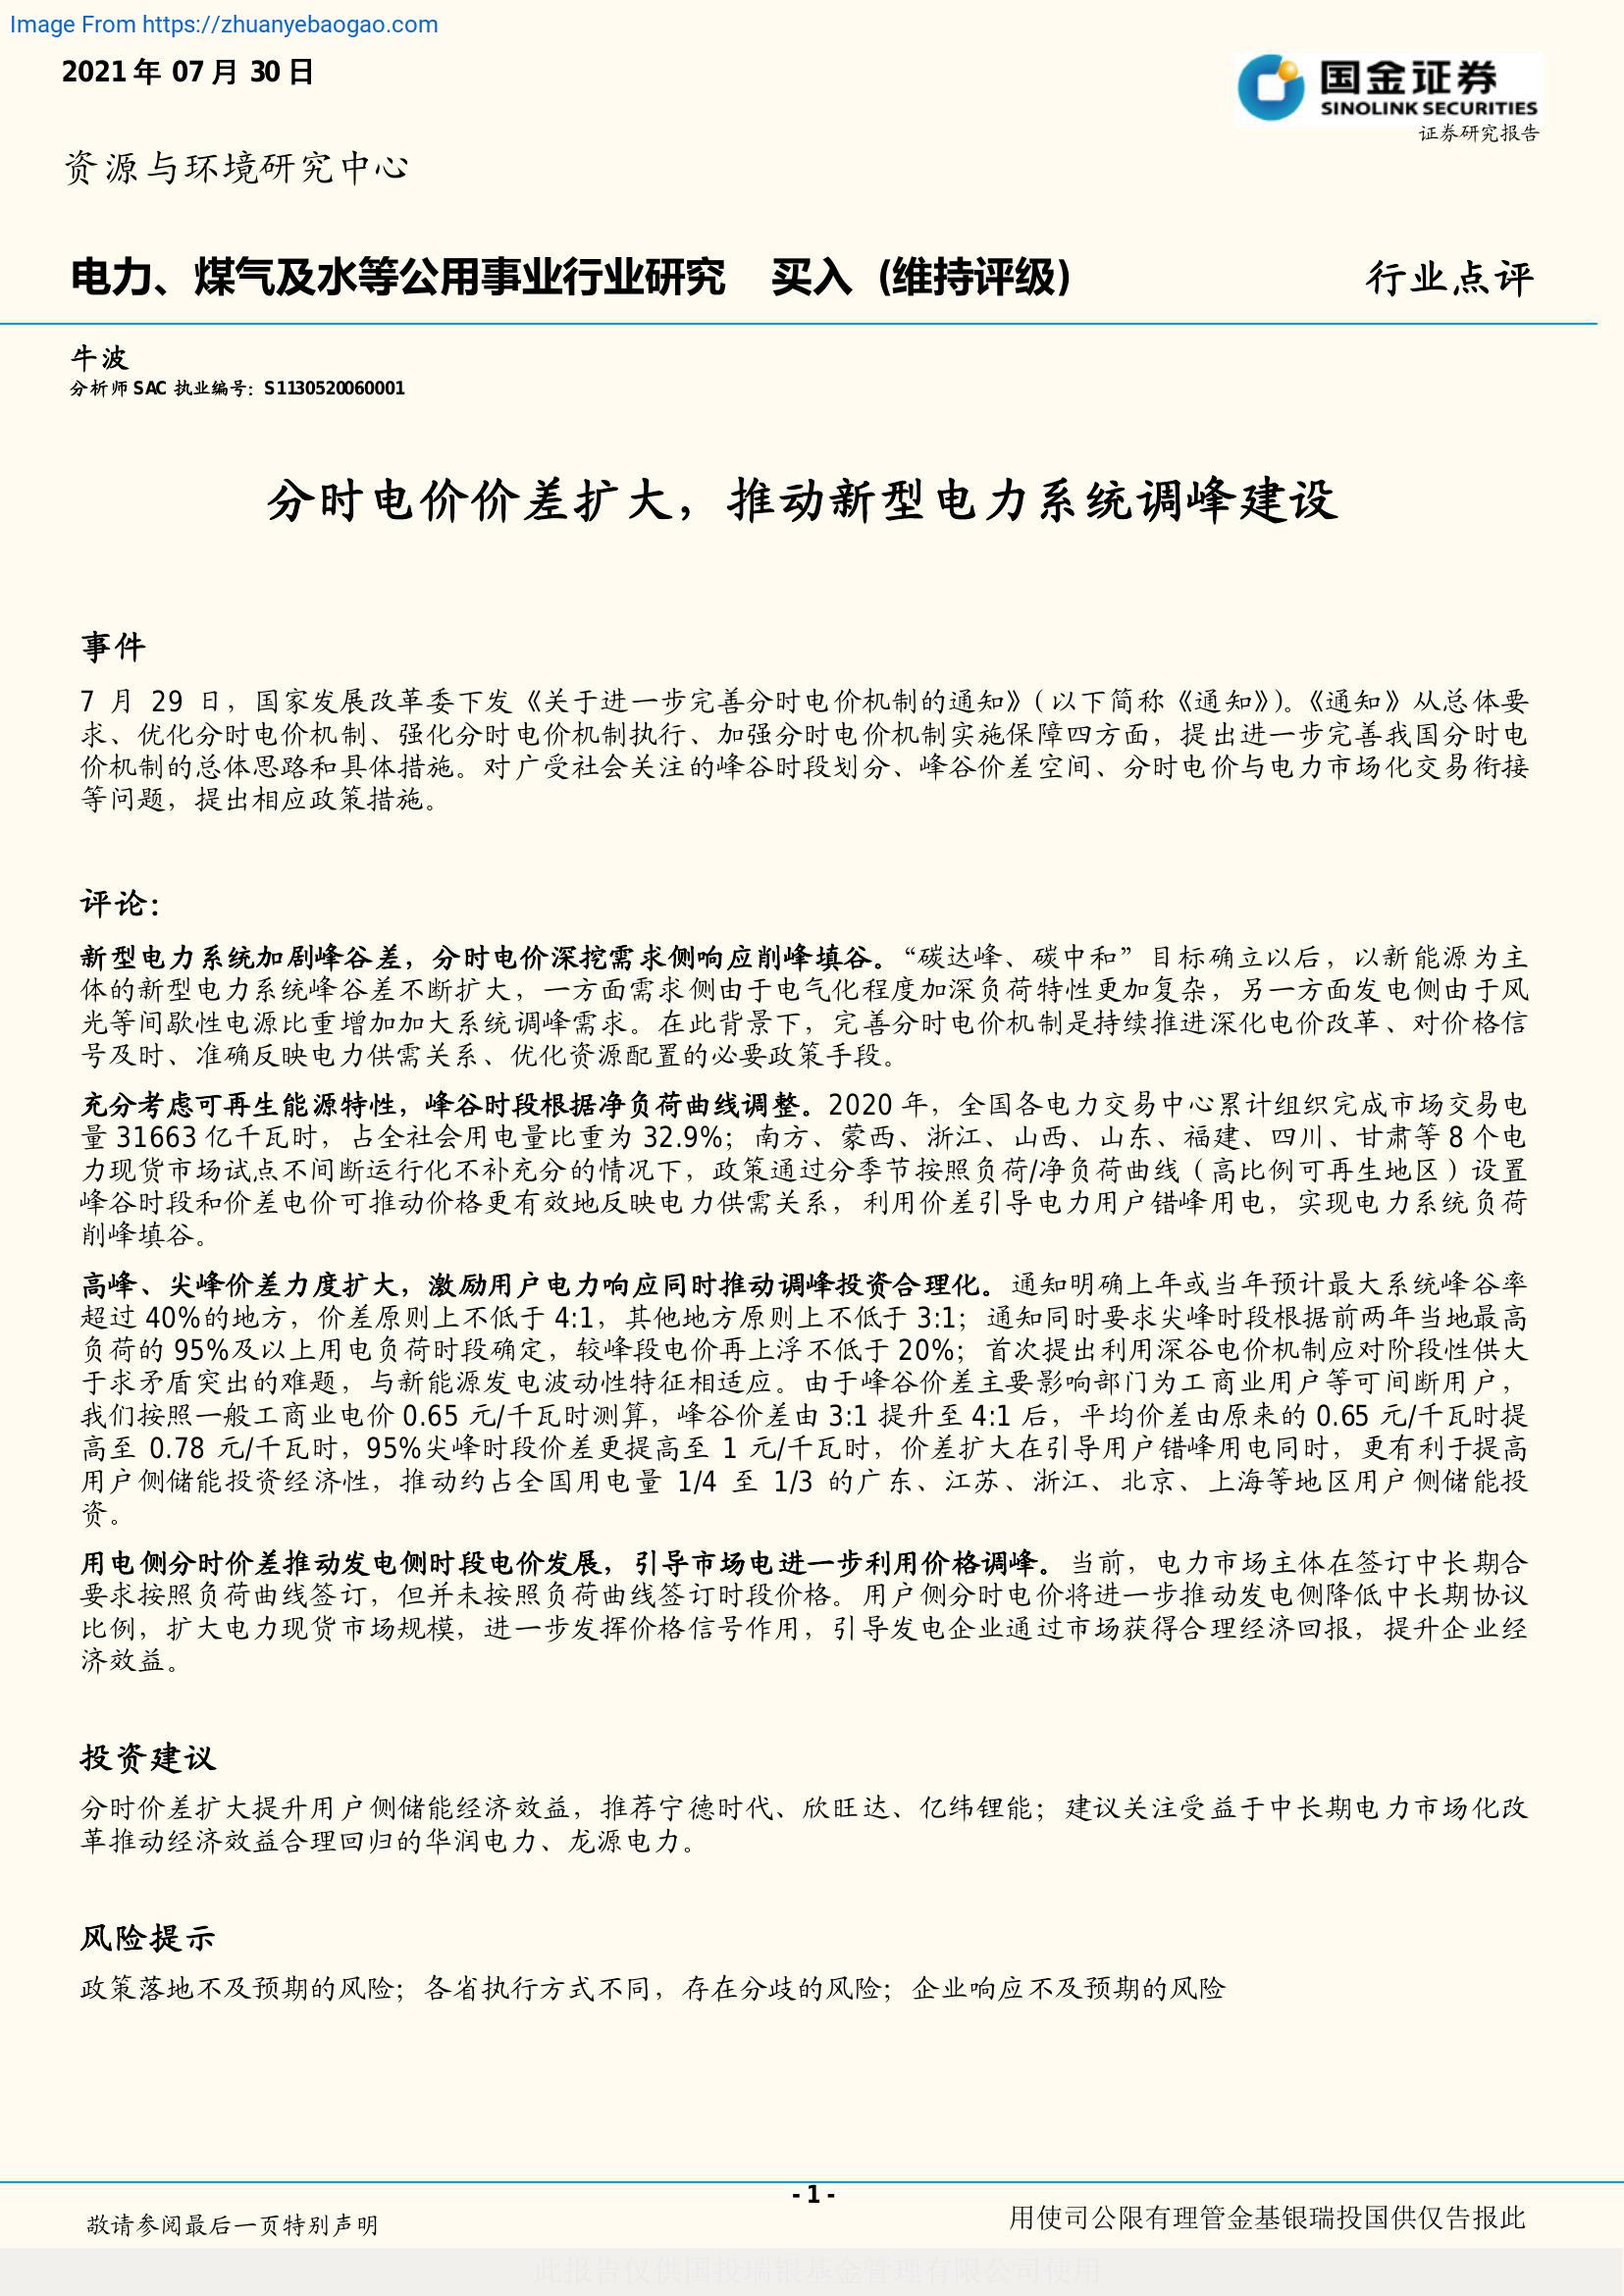 Image From https://zhuanyebaogao.com
2021 年 07 月 30 日
国金证券
SINOLINK SECURITIES
证券研究报告
资源与环境研究中心
电力、煤气及水等公用事业行业研究 买入 (维持评级)
行业点评
牛波
分析师 SAC 执业编号：S1130520060001
分时电价价差扩大，推动新型电力系统调峰建设
事件
7 月 29 日，国家发展改革委下发《关于进一步完善分时电价机制的通知》（以下简称《通知》）。《通知》从总体要
求、优化分时电价机制、强化分时电价机制执行、加强分时电价机制实施保障四方面，提出进一步完善我国分时电
价机制的总体思路和具体措施。对广受社会关注的峰谷时段划分、峰谷价差空间、分时电价与电力市场化交易衔接
等问题，提出相应政策措施。
评论：
新型电力系统加剧峰谷差，分时电价深挖需求侧响应削峰填谷。“碳达峰、碳中和”目标确立以后，以新能源为主
体的新型电力系统峰谷差不断扩大，一方面需求侧由于电气化程度加深负荷特性更加复杂，另一方面发电侧由于风
光等间歇性电源比重增加加大系统调峰需求。在此背景下，完善分时电价机制是持续推进深化电价改革、对价格信
号及时、准确反映电力供需关系、优化资源配置的必要政策手段。
充分考虑可再生能源特性，峰谷时段根据净负荷曲线调整。2020 年，全国各电力交易中心累计组织完成市场交易电
量 31663 亿千瓦时，占全社会用电量比重为 32.9%；南方、蒙西、浙江、山西、山东、福建、四川、甘肃等 8 个电
力现货市场试点不间断运行化不补充分的情况下，政策通过分季节按照负荷/净负荷曲线（高比例可再生地区）设置
峰谷时段和价差电价可推动价格更有效地反映电力供需关系，利用价差引导电力用户错峰用电，实现电力系统负荷
削峰填谷。
高峰、尖峰价差力度扩大，激励用户电力响应同时推动调峰投资合理化。通知明确上年或当年预计最大系统峰谷率
超过 40%的地方，价差原则上不低于 4:1，其他地方原则上不低于 3:1；通知同时要求尖峰时段根据前两年当地最高
负荷的 95%及以上用电负荷时段确定，较峰段电价再上浮不低于 20%；首次提出利用深谷电价机制应对阶段性供大
于求矛盾突出的难题，与新能源发电波动性特征相适应。由于峰谷价差主要影响部门为工商业用户等可间断用户，
我们按照一般工商业电价 0.65 元/千瓦时测算，峰谷价差由 3:1 提升至 4:1 后，平均价差由原来的 0.65 元/千瓦时提
高至 0.78 元/千瓦时，95%尖峰时段价差更提高至 1 元/千瓦时，价差扩大在引导用户错峰用电同时，更有利于提高
用户侧储能投资经济性，推动约占全国用电量 1/4 至 1/3 的广东、江苏、浙江、北京、上海等地区用户侧储能投
资。
用电侧分时价差推动发电侧时段电价发展，引导市场电进一步利用价格调峰。当前，电力市场主体在签订中长期合
要求按照负荷曲线签订，但并未按照负荷曲线签订时段价格。用户侧分时电价将进一步推动发电侧降低中长期协议
比例，扩大电力现货市场规模，进一步发挥价格信号作用，引导发电企业通过市场获得合理经济回报，提升企业经
济效益。
投资建议
分时价差扩大提升用户侧储能经济效益，推荐宁德时代、欣旺达、亿纬锂能；建议关注受益于中长期电力市场化改
革推动经济效益合理回归的华润电力、龙源电力。
风险提示
政策落地不及预期的风险；各省执行方式不同，存在分歧的风险；企业响应不及预期的风险
- 1 -
敬请参阅最后一页特别声明
用使司公限有理管金基银瑞投国供仅告报此
此报告仅供国投瑞银基金管理有限公司使用